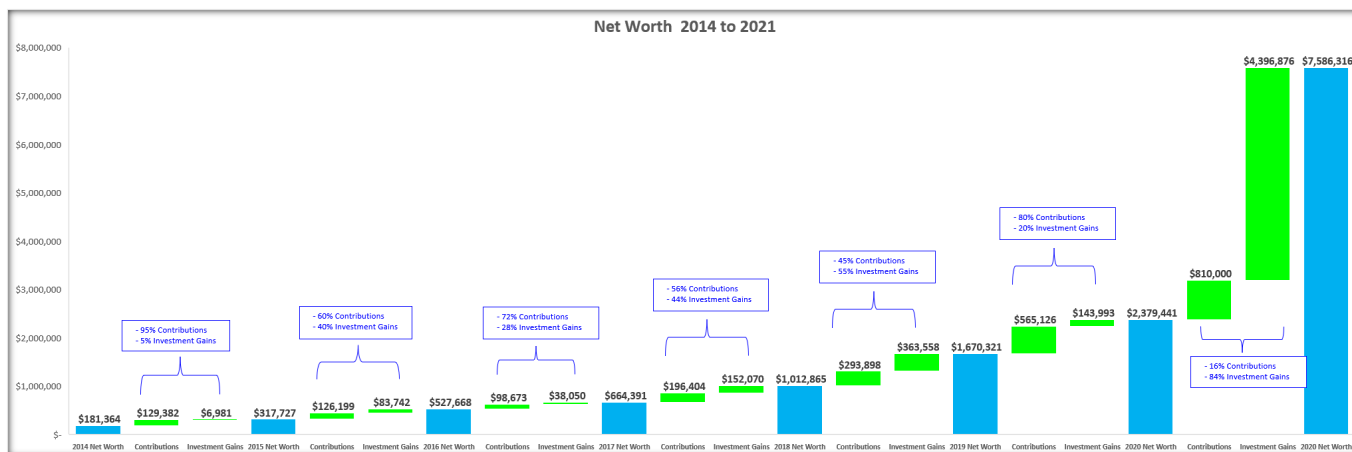 Net Worth 2014 to 2021
$8,000,000
$7,000,000
$6,000,000
$5,000,000
$4,000,000
$3,000,000
$2,000,000
$1,000,000
$-
$181,364
$129,382
$6,981
$317,727
$126,199
$83,742
$527,668
$98,673
$38,050
$664,391
$196,404
$152,070
$1,012,865
$293,898
$363,558
$1,670,321
$565,126
$143,993
$2,379,441
$810,000
$4,396,876
$7,586,316
- 95% Contributions
- 5% Investment Gains
- 60% Contributions
- 40% Investment Gains
- 72% Contributions
- 28% Investment Gains
- 56% Contributions
- 44% Investment Gains
- 45% Contributions
- 55% Investment Gains
- 80% Contributions
- 20% Investment Gains
- 16% Contributions
- 84% Investment Gains
2014 Net Worth
Contributions
Investment Gains
2015 Net Worth
Contributions
Investment Gains
2016 Net Worth
Contributions
Investment Gains
2017 Net Worth
Contributions
Investment Gains
2018 Net Worth
Contributions
Investment Gains
2019 Net Worth
Contributions
Investment Gains
2020 Net Worth
Contributions
Investment Gains
2020 Net Worth